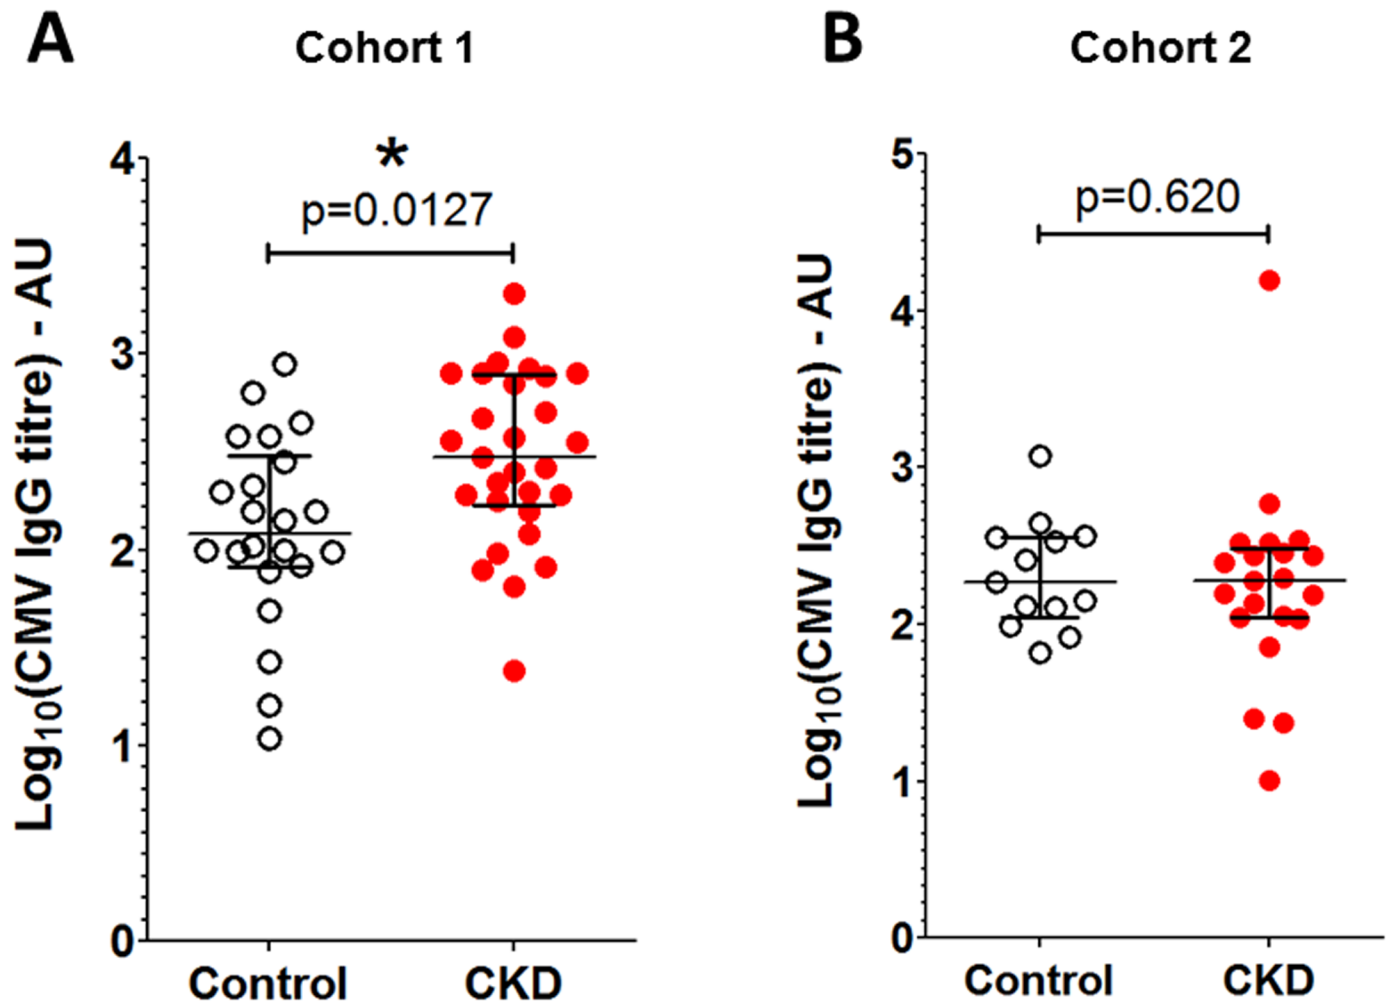 A
Cohort 1
Log10(CMV IgG titre) - AU
4
3
2
1
0
*
p=0.0127
Control
CKD
B
Cohort 2
Log10(CMV IgG titre) - AU
5
4
3
2
1
0
p=0.620
Control
CKD